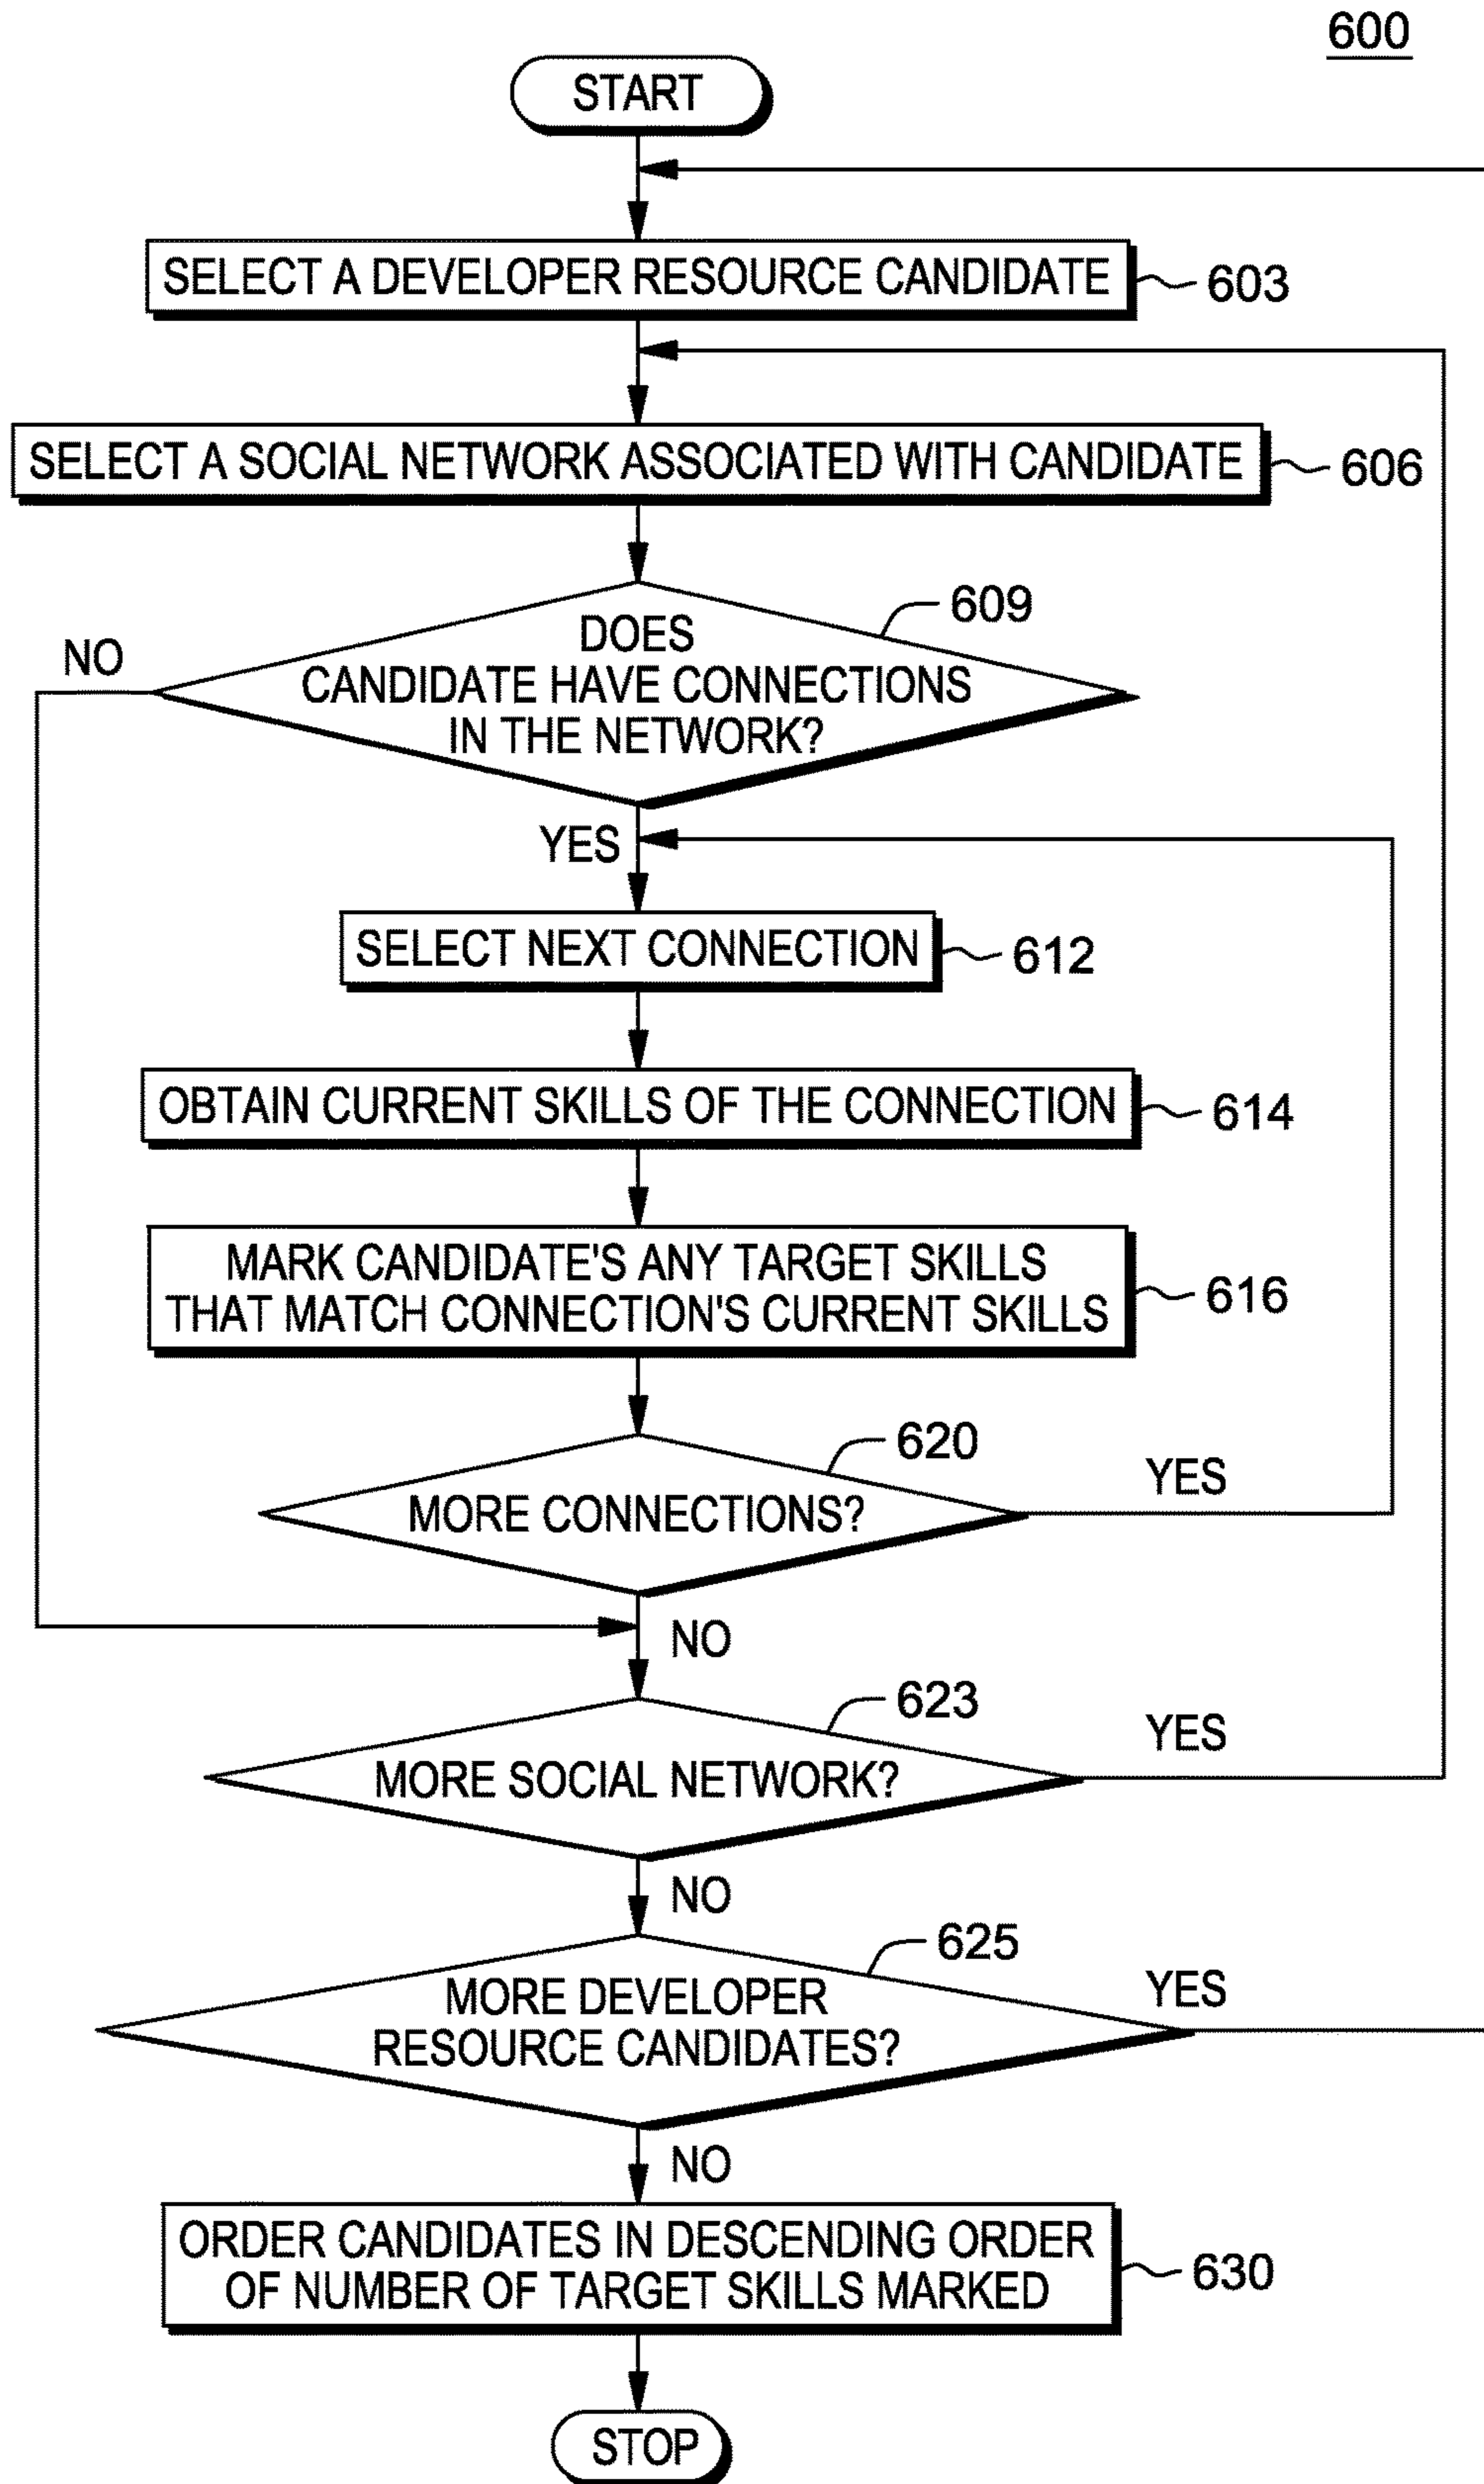 600
START
SELECT A DEVELOPER RESOURCE CANDIDATE
603
SELECT A SOCIAL NETWORK ASSOCIATED WITH CANDIDATE
606
609
DOES
CANDIDATE HAVE CONNECTIONS
IN THE NETWORK?
NO
YES
SELECT NEXT CONNECTION
612
OBTAIN CURRENT SKILLS OF THE CONNECTION
614
MARK CANDIDATE'S ANY TARGET SKILLS
THAT MATCH CONNECTION'S CURRENT SKILLS
616
620
MORE CONNECTIONS?
YES
NO
623
MORE SOCIAL NETWORK?
YES
NO
625
MORE DEVELOPER
RESOURCE CANDIDATES?
YES
NO
ORDER CANDIDATES IN DESCENDING ORDER
OF NUMBER OF TARGET SKILLS MARKED
630
STOP